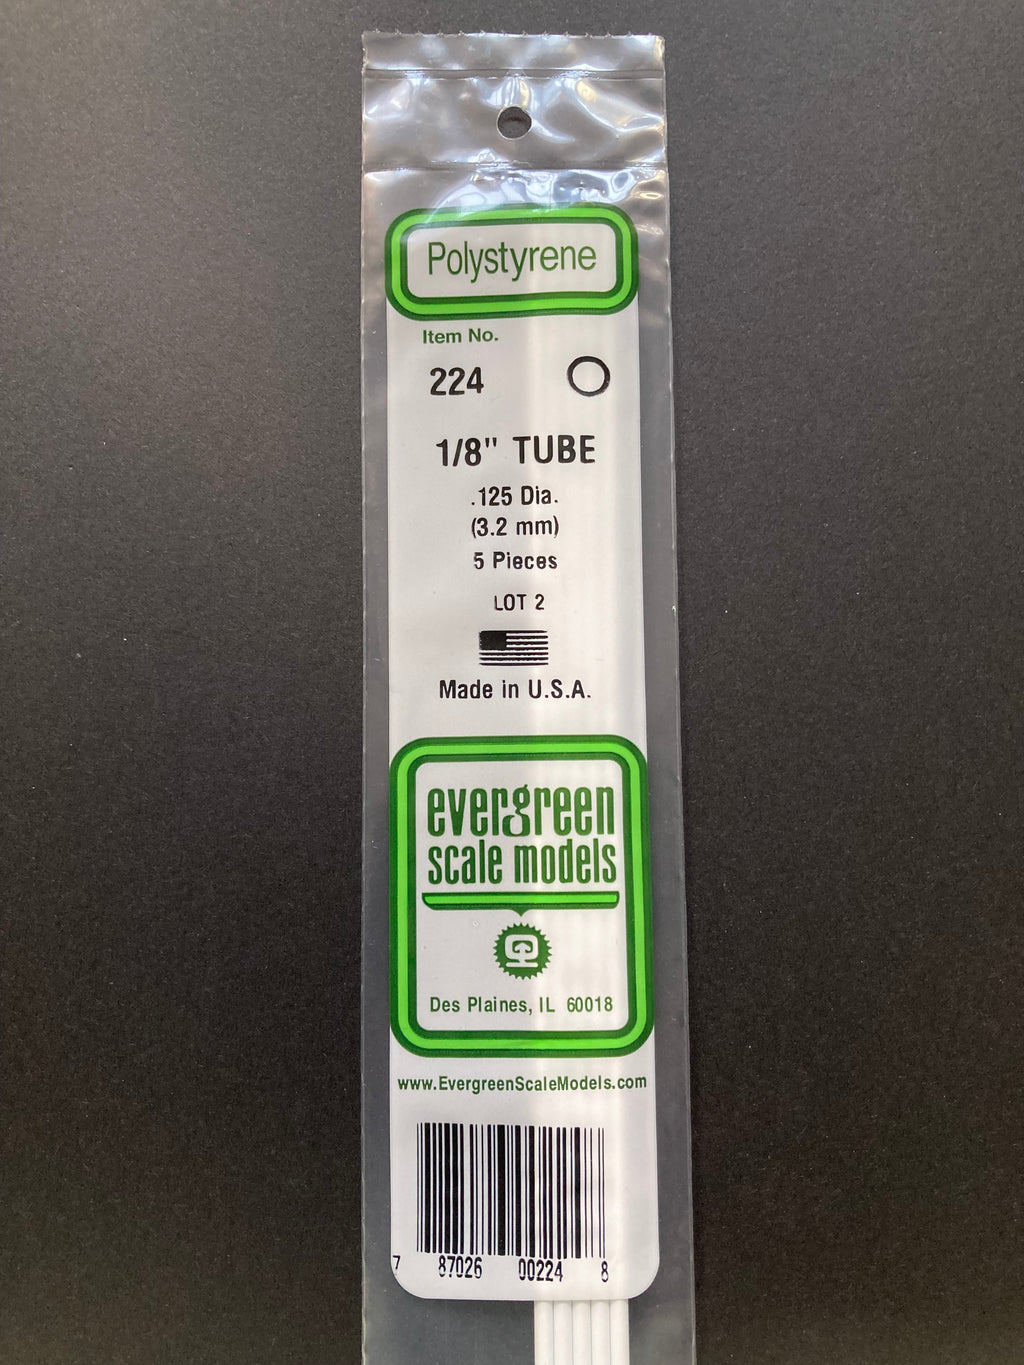 Polystyrene
Item No.
224
1/8" TUBE
.125 Dia.
(3.2 mm)
5 Pieces
LOT 2
Made in U.S.A.
evergreen
scale models
Des Plaines, IL 60018
www.EvergreenScaleModels.com
7 87026 00224 8